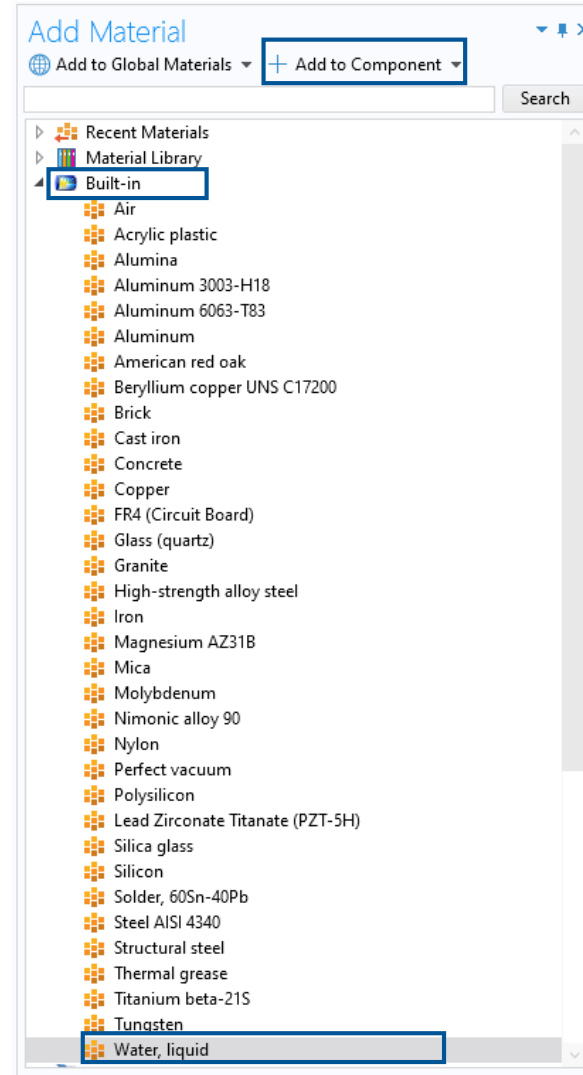 Add Material
Add to Global Materials + Add to Component
Search
Recent Materials
Material Library
Built-in
Air
Acrylic plastic
Alumina
Aluminum 3003-H18
Aluminum 6063-T83
Aluminum
American red oak
Beryllium copper UNS C17200
Brick
Cast iron
Concrete
Copper
FR4 (Circuit Board)
Glass (quartz)
Granite
High-strength alloy steel
Iron
Magnesium AZ31B
Mica
Molybdenum
Nimonic alloy 90
Nylon
Perfect vacuum
Polysilicon
Lead Zirconate Titanate (PZT-5H)
Silica glass
Silicon
Solder, 60Sn-40Pb
Steel AISI 4340
Structural steel
Thermal grease
Titanium beta-21S
Tungsten
Water, liquid